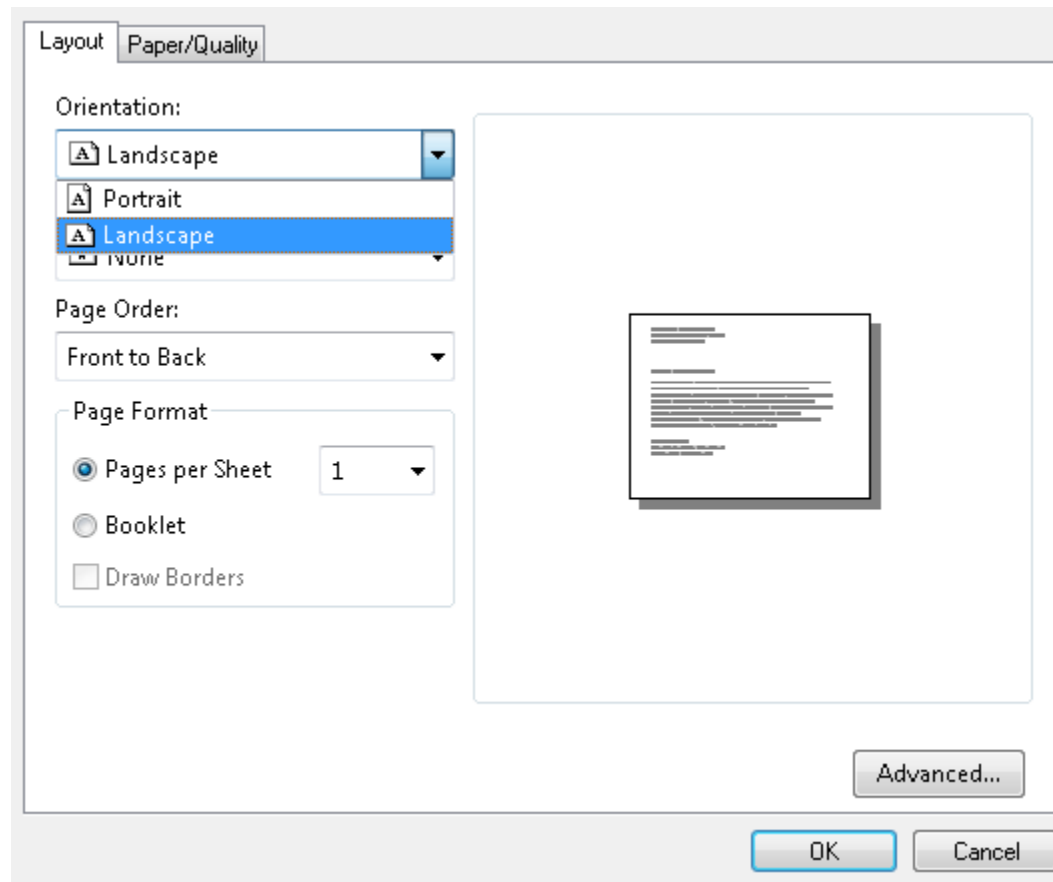 Layout
Paper/Quality
Orientation:
Landscape
Portrait
Landscape
None
Page Order:
Front to Back
Page Format
Pages per Sheet
1
Booklet
Draw Borders
Advanced...
OK
Cancel